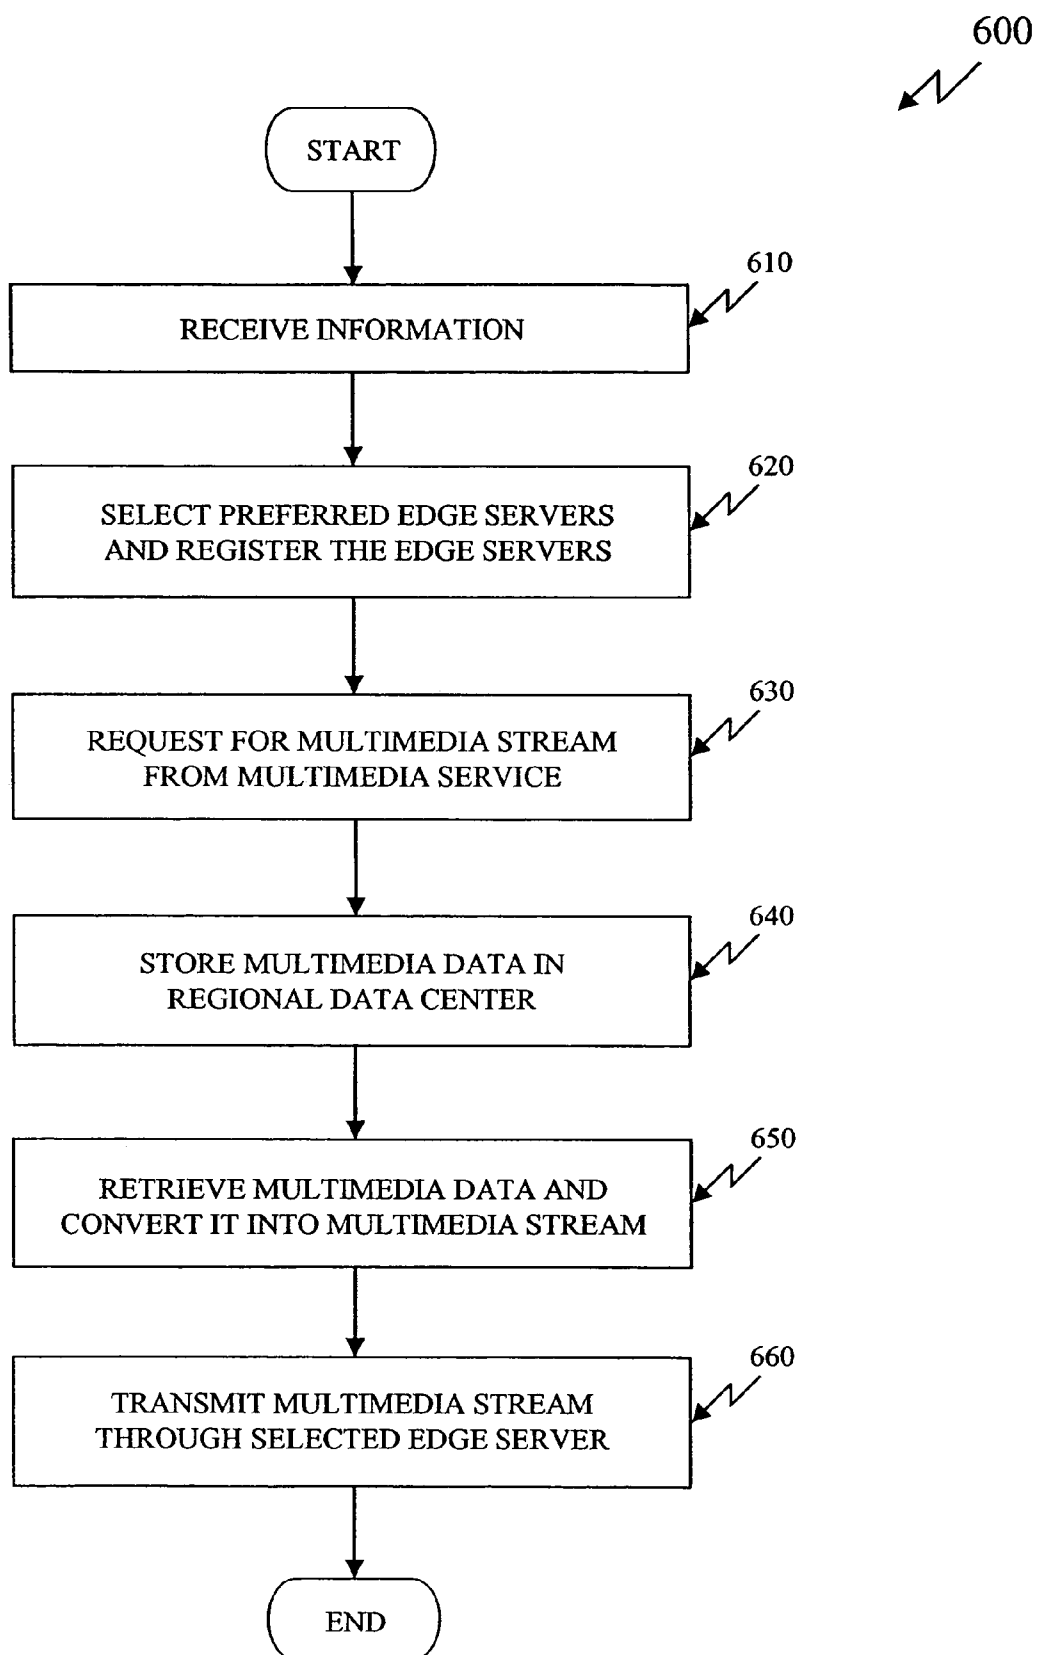 600
START
610
RECEIVE INFORMATION
620
SELECT PREFERRED EDGE SERVERS
AND REGISTER THE EDGE SERVERS
630
REQUEST FOR MULTIMEDIA STREAM
FROM MULTIMEDIA SERVICE
640
STORE MULTIMEDIA DATA IN
REGIONAL DATA CENTER
650
RETRIEVE MULTIMEDIA DATA AND
CONVERT IT INTO MULTIMEDIA STREAM
660
TRANSMIT MULTIMEDIA STREAM
THROUGH SELECTED EDGE SERVER
END